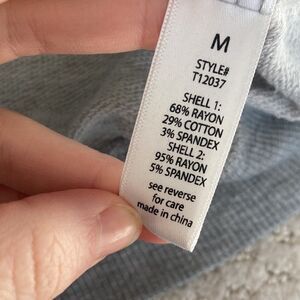 M
STYLE#
T12037
SHELL 1:
68% RAYON
29% COTTON
3% SPANDEX
SHELL 2:
95% RAYON
5% SPANDEX
see reverse
for care
made in china